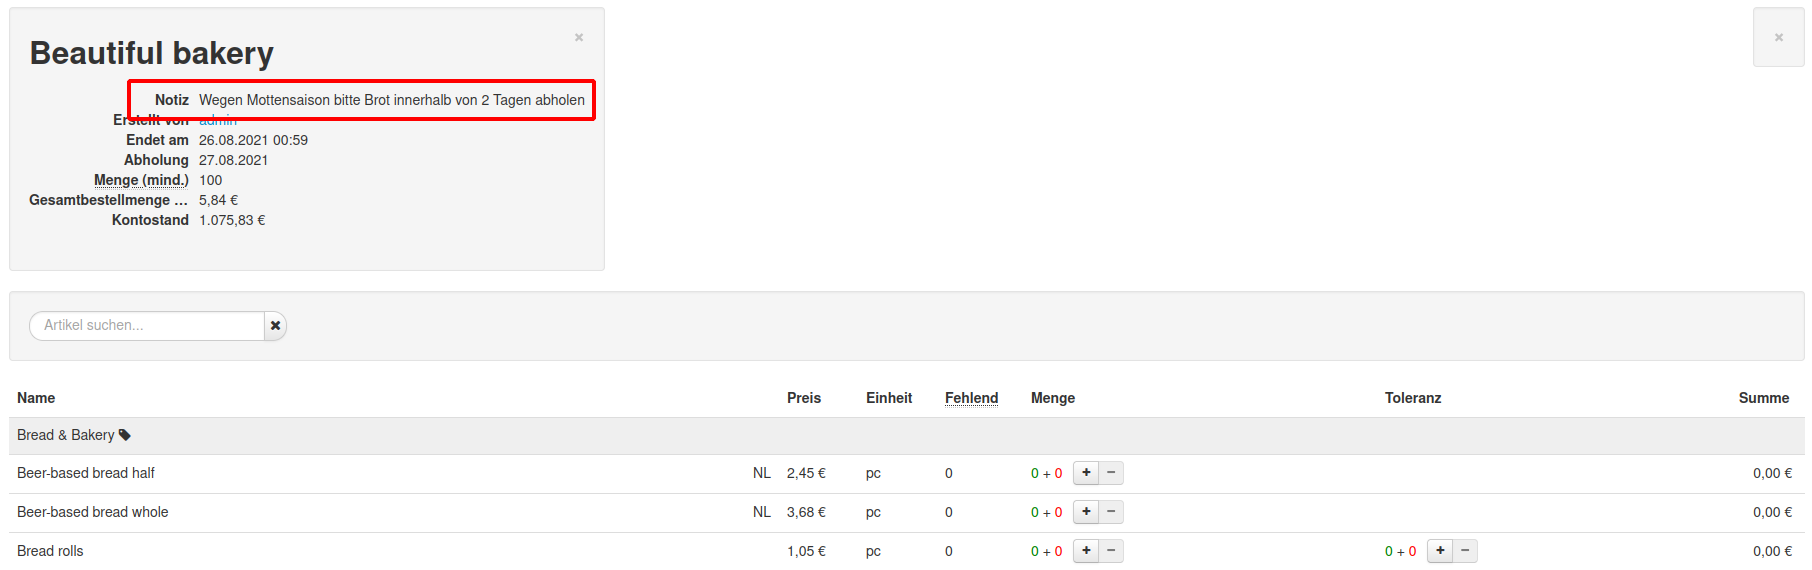 Beautiful bakery ×
×
Notiz Wegen Mottensaison bitte Brot innerhalb von 2 Tagen abholen
Erstellt von admin
Endet am 26.08.2021 00:59
Abholung 27.08.2021
Menge (mind.) 100
Gesamtbestellmenge ... 5,84 €
Kontostand 1.075,83 €
Artikel suchen...
Name Preis Einheit Fehlend Menge Toleranz Summe
Bread & Bakery
Beer-based bread half NL 2,45 € pc 0 0 + 0 + − 0,00 €
Beer-based bread whole NL 3,68 € pc 0 0 + 0 + − 0,00 €
Bread rolls 1,05 € pc 0 0 + 0 + − 0 + 0 + − 0,00 €